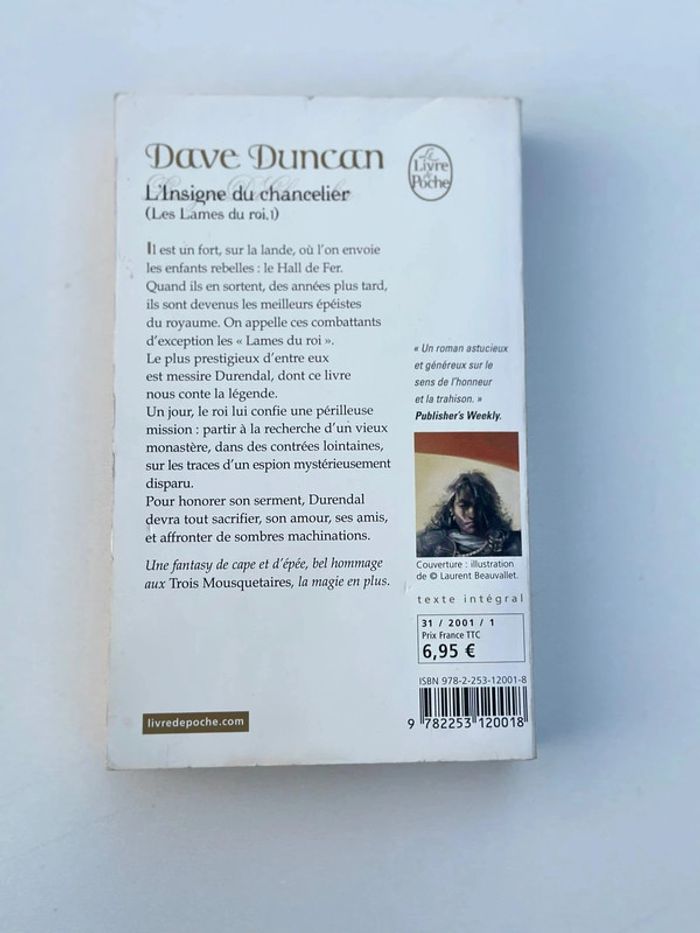 Dave Duncan
Le
Livre
de
Poche
L'Insigne du chancelier
(Les Lames du roi, 1)
Il est un fort, sur la lande, où l'on envoie
les enfants rebelles : le Hall de Fer.
Quand ils en sortent, des années plus tard,
ils sont devenus les meilleurs épéistes
du royaume. On appelle ces combattants
d'exception les « Lames du roi ».
Le plus prestigieux d'entre eux
est messire Durendal, dont ce livre
nous conte la légende.
Un jour, le roi lui confie une périlleuse
mission : partir à la recherche d'un vieux
monastère, dans des contrées lointaines,
sur les traces d'un espion mystérieusement
disparu.
Pour honorer son serment, Durendal
devra tout sacrifier, son amour, ses amis,
et affronter de sombres machinations.
Une fantasy de cape et d'épée, bel hommage
aux Trois Mousquetaires, la magie en plus.
« Un roman astucieux
et généreux sur le
sens de l'honneur
et la trahison. »
Publisher's Weekly.
Couverture : illustration
de © Laurent Beauvallet.
texte intégral
31 / 2001 / 1
Prix France TTC
6,95 €
ISBN 978-2-253-12001-8
9 782253 120018
livredepoche.com